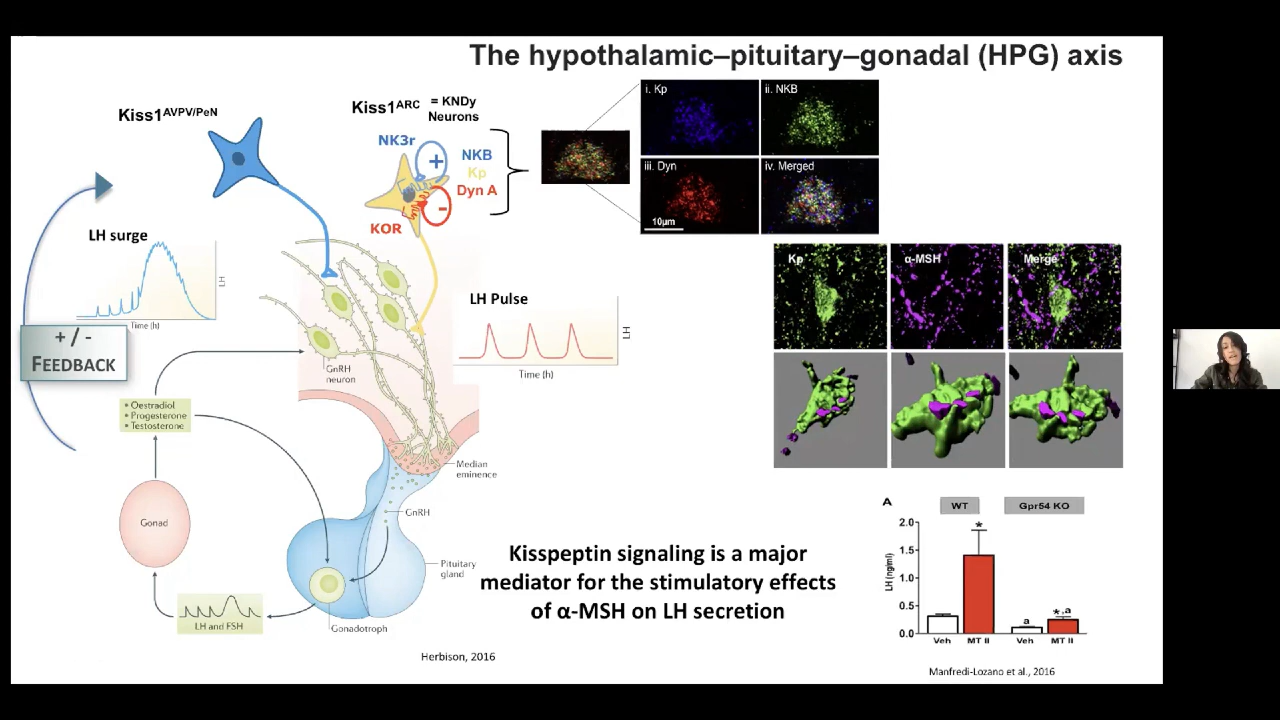 The hypothalamic–pituitary–gonadal (HPG) axis
Kiss1AVPV/PeN
Kiss1ARC = KNDy
Neurons
NK3r
+
NKB
Kp
Dyn A
-
KOR
i. Kp
ii. NKB
iii. Dyn
iv. Merged
10µm
LH surge
LH
Time (h)
+ / -
FEEDBACK
LH Pulse
LH
Time (h)
GnRH
neuron
• Oestradiol
• Progesterone
• Testosterone
Median
eminence
Gonad
GnRH
Pituitary
gland
LH and FSH
Gonadotroph
Kp
α-MSH
Merge
Kisspeptin signaling is a major
mediator for the stimulatory effects
of α-MSH on LH secretion
A
WT
Gpr54 KO
LH (ng/ml)
2.0
1.5
1.0
0.5
0.0
*
a
*,a
Veh
MT II
Veh
MT II
Herbison, 2016
Manfredi-Lozano et al., 2016